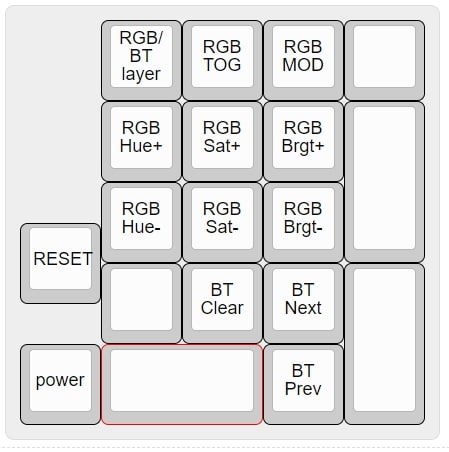 RGB/
BT
layer
RGB
TOG
RGB
MOD
RGB
Hue+
RGB
Sat+
RGB
Brgt+
RGB
Hue-
RGB
Sat-
RGB
Brgt-
RESET
BT
Clear
BT
Next
power
BT
Prev